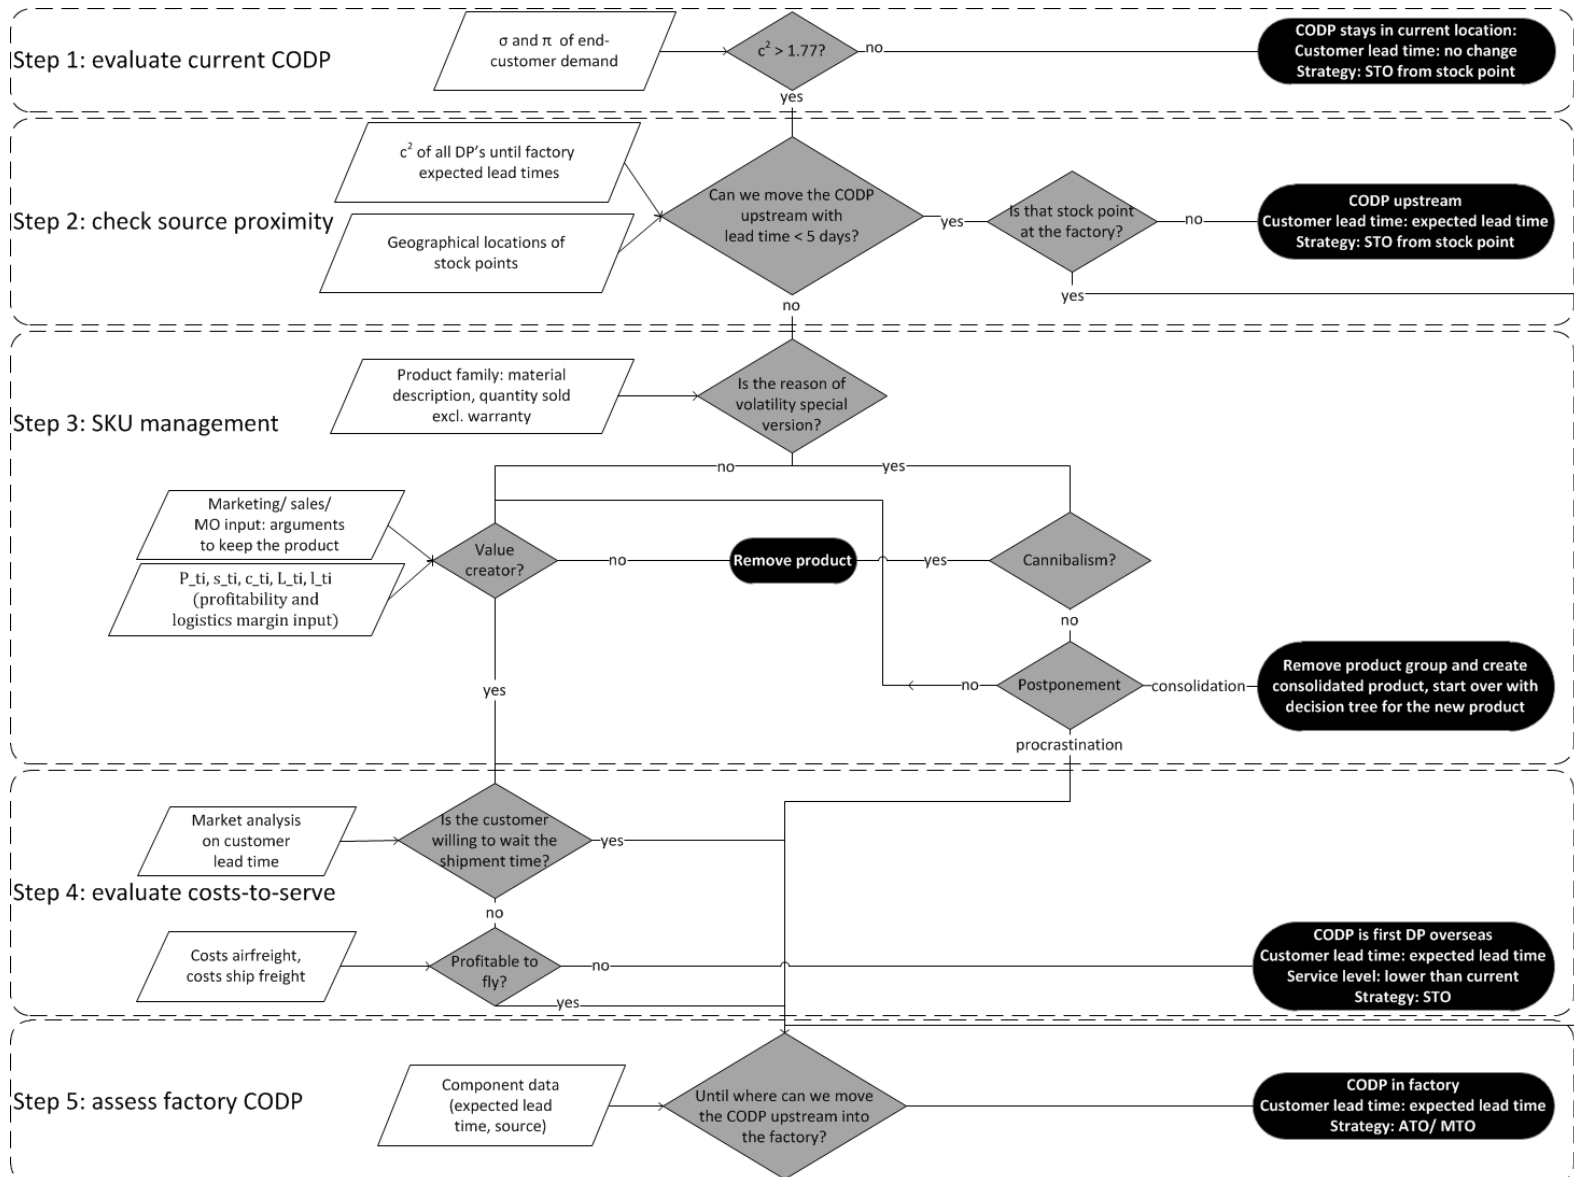 Step 1: evaluate current CODP
σ and π of end-
customer demand
c² > 1.77?
no
yes
CODP stays in current location:
Customer lead time: no change
Strategy: STO from stock point
Step 2: check source proximity
c² of all DP's until factory
expected lead times
Geographical locations of
stock points
Can we move the CODP
upstream with
lead time < 5 days?
yes
no
Is that stock point
at the factory?
no
yes
CODP upstream
Customer lead time: expected lead time
Strategy: STO from stock point
Step 3: SKU management
Product family: material
description, quantity sold
excl. warranty
Is the reason of
volatility special
version?
no
yes
Marketing/ sales/
MO input: arguments
to keep the product
P_ti, s_ti, c_ti, L_ti, l_ti
(profitability and
logistics margin input)
Value
creator?
no
Remove product
yes
Cannibalism?
no
yes
no
Postponement
consolidation
Remove product group and create
consolidated product, start over with
decision tree for the new product
procrastination
Step 4: evaluate costs-to-serve
Market analysis
on customer
lead time
Is the customer
willing to wait the
shipment time?
yes
no
Costs airfreight,
costs ship freight
Profitable to
fly?
no
yes
CODP is first DP overseas
Customer lead time: expected lead time
Service level: lower than current
Strategy: STO
Step 5: assess factory CODP
Component data
(expected lead
time, source)
Until where can we move
the CODP upstream into
the factory?
CODP in factory
Customer lead time: expected lead time
Strategy: ATO/ MTO